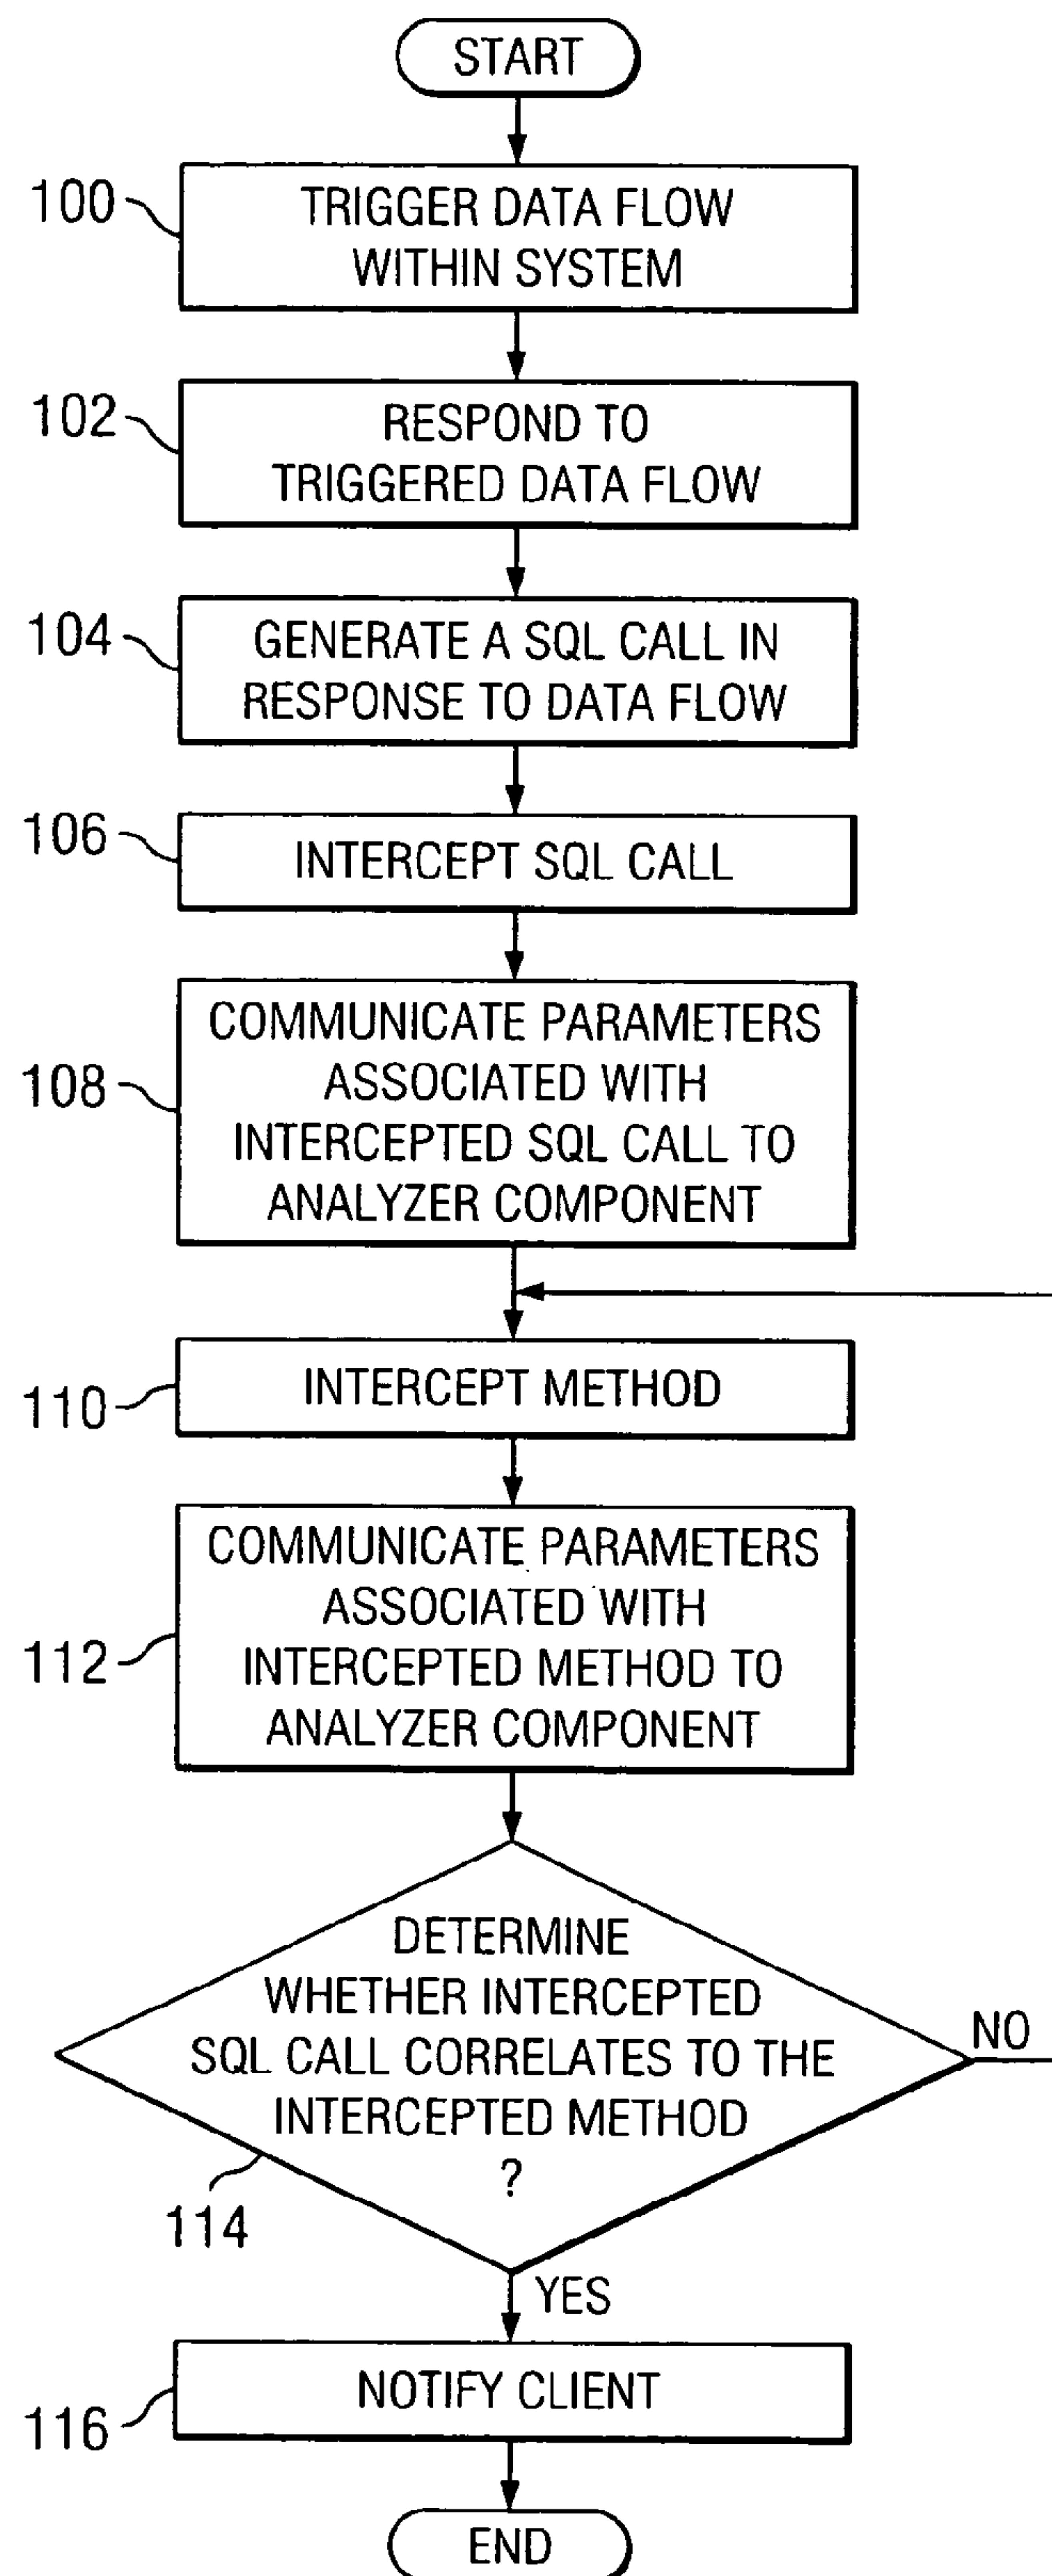 START
100
TRIGGER DATA FLOW
WITHIN SYSTEM
102
RESPOND TO
TRIGGERED DATA FLOW
104
GENERATE A SQL CALL IN
RESPONSE TO DATA FLOW
106
INTERCEPT SQL CALL
108
COMMUNICATE PARAMETERS
ASSOCIATED WITH
INTERCEPTED SQL CALL TO
ANALYZER COMPONENT
110
INTERCEPT METHOD
112
COMMUNICATE PARAMETERS
ASSOCIATED WITH
INTERCEPTED METHOD TO
ANALYZER COMPONENT
DETERMINE
WHETHER INTERCEPTED
SQL CALL CORRELATES TO THE
INTERCEPTED METHOD
?
NO
114
YES
116
NOTIFY CLIENT
END